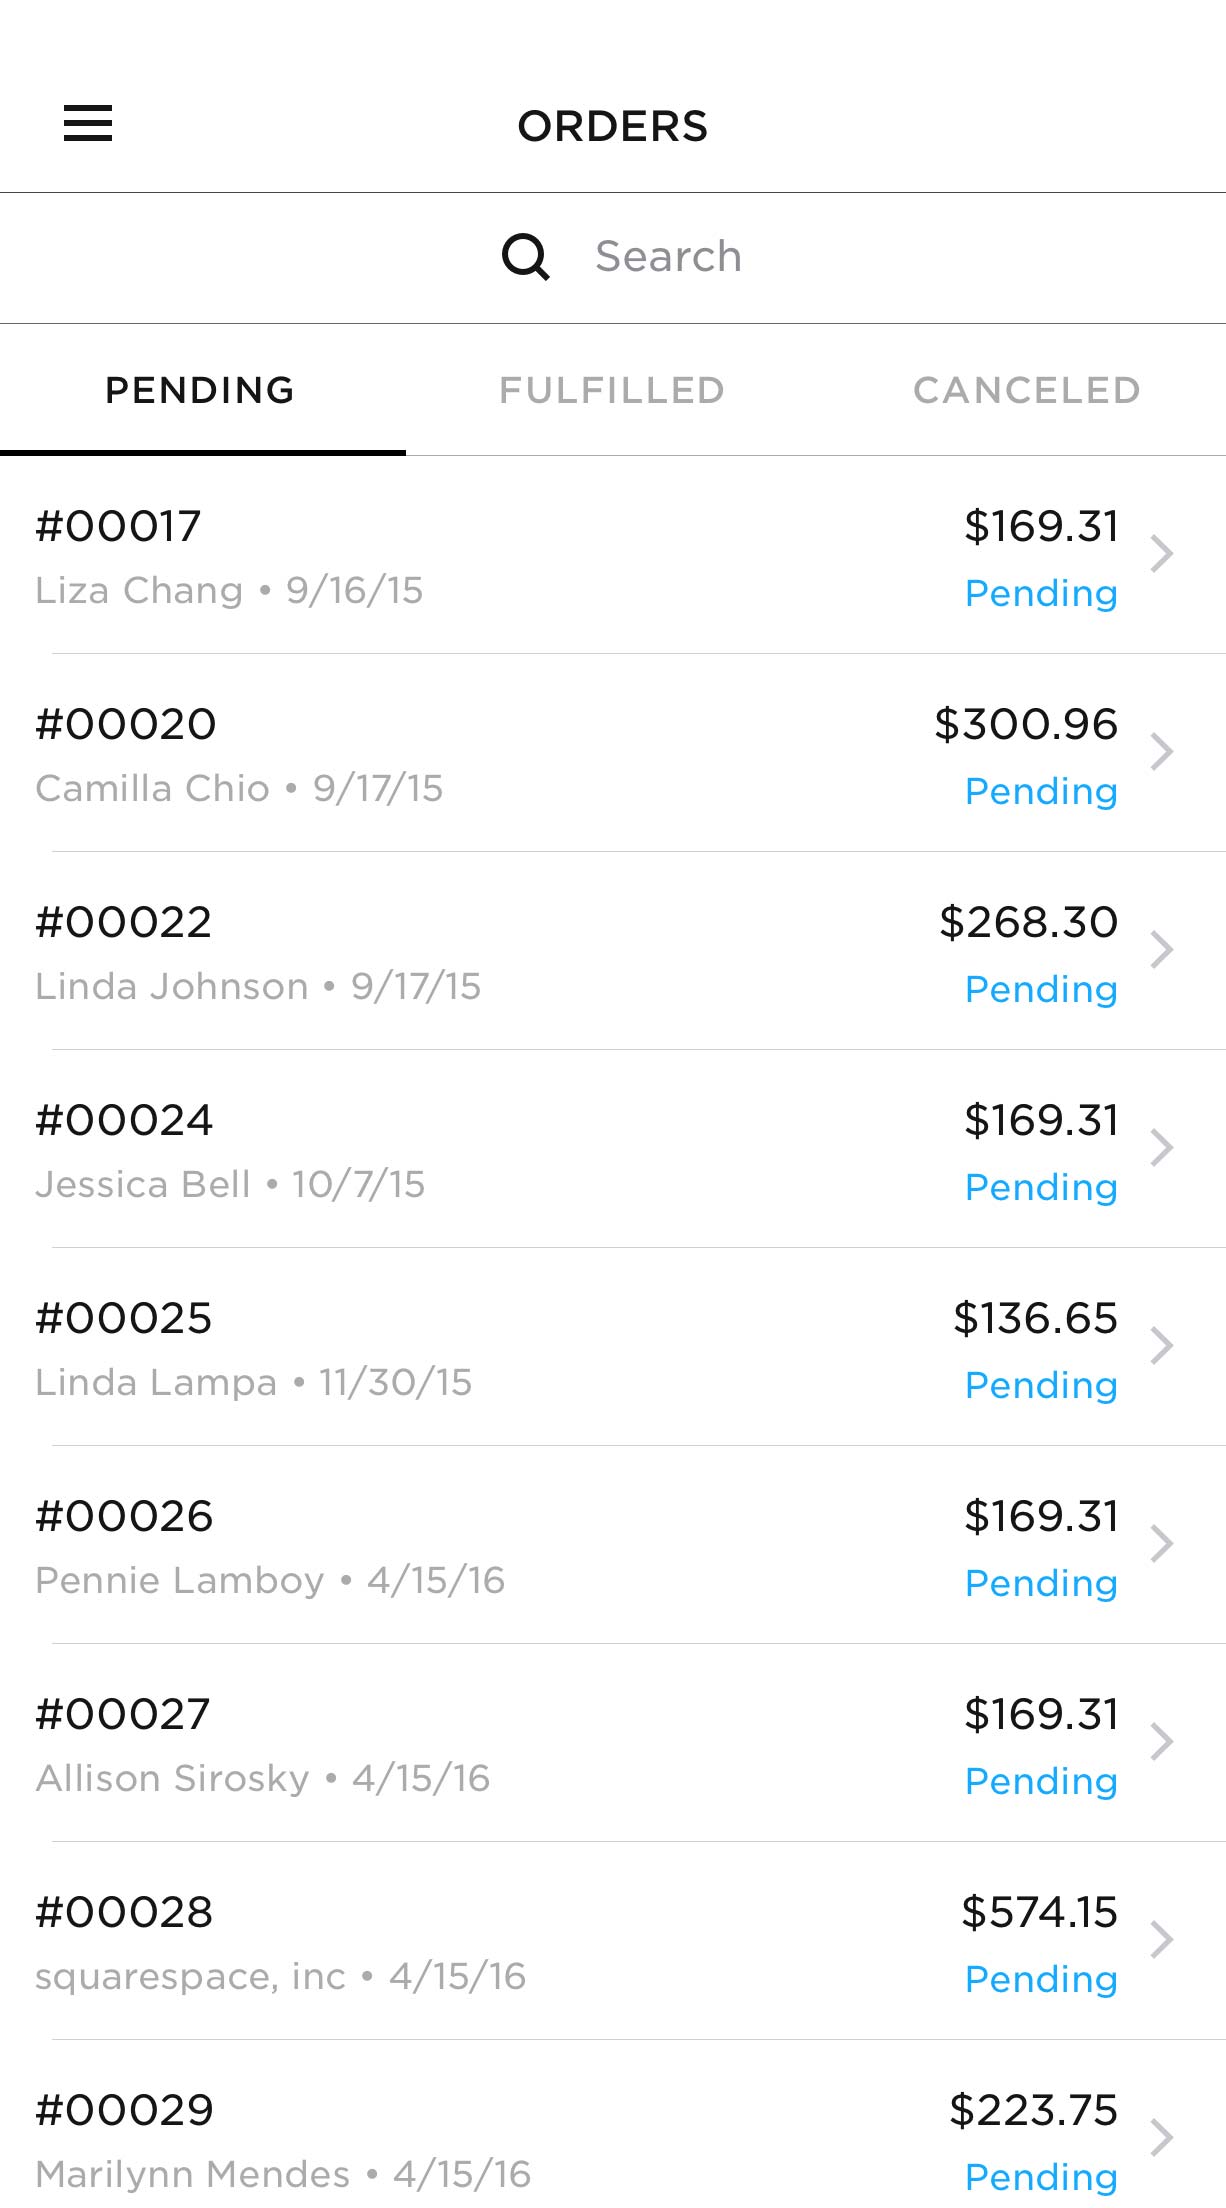 ORDERS
Search
PENDING FULFILLED CANCELED
#00017 $169.31
Liza Chang • 9/16/15 Pending
#00020 $300.96
Camilla Chio • 9/17/15 Pending
#00022 $268.30
Linda Johnson • 9/17/15 Pending
#00024 $169.31
Jessica Bell • 10/7/15 Pending
#00025 $136.65
Linda Lampa • 11/30/15 Pending
#00026 $169.31
Pennie Lamboy • 4/15/16 Pending
#00027 $169.31
Allison Sirosky • 4/15/16 Pending
#00028 $574.15
squarespace, inc • 4/15/16 Pending
#00029 $223.75
Marilynn Mendes • 4/15/16 Pending